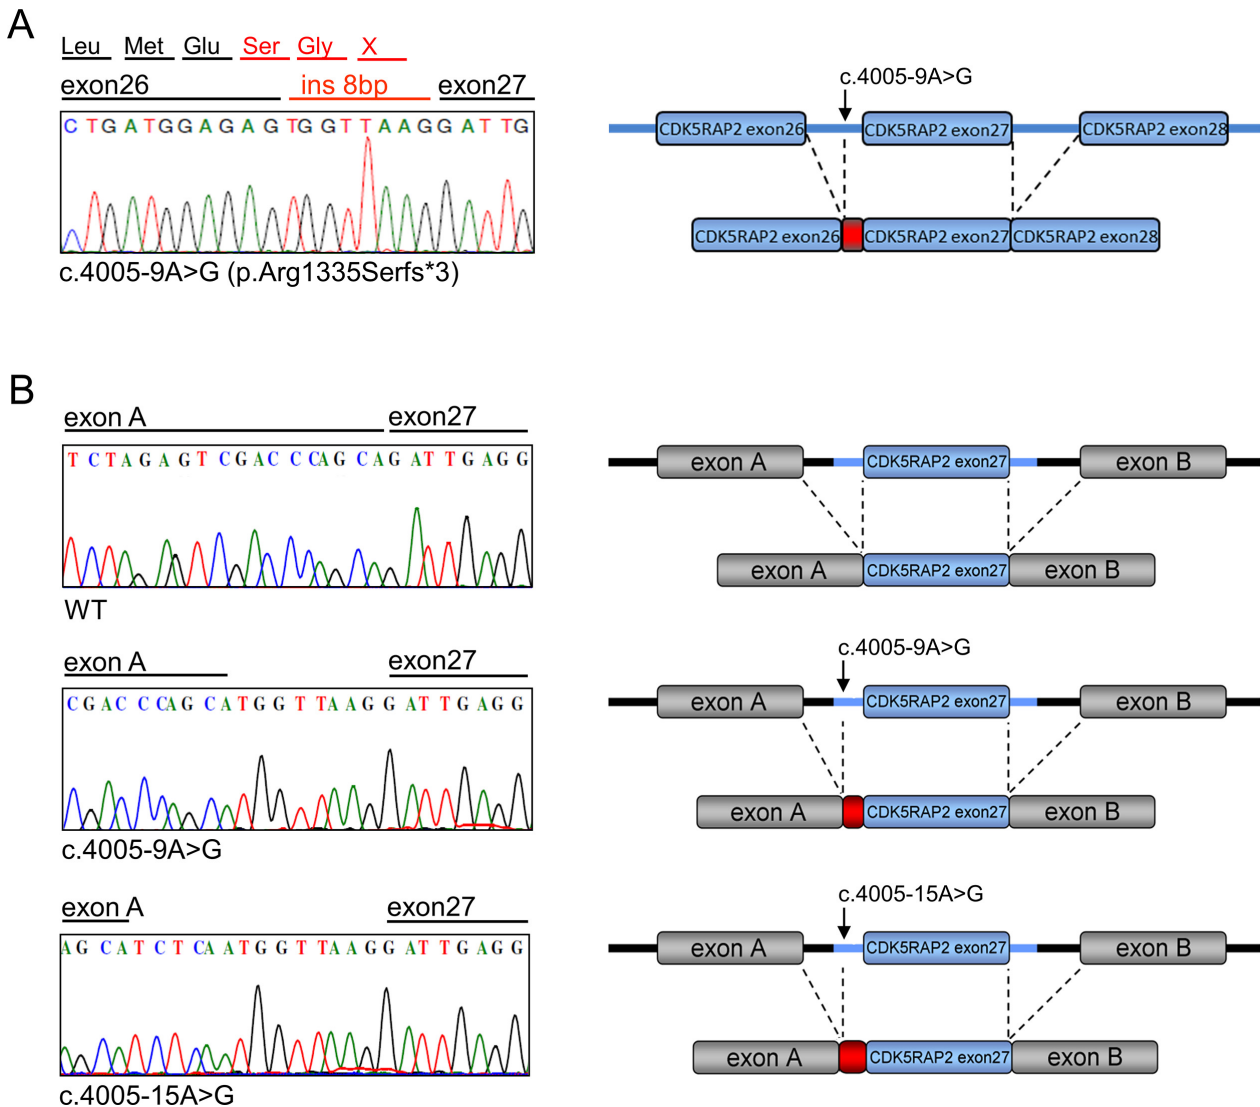 A
Leu Met Glu Ser Gly X
exon26 ins 8bp exon27
C T G A T G G A G A G T G G T T A A G G A T T G
c.4005-9A>G (p.Arg1335Serfs*3)
c.4005-9A>G
CDK5RAP2 exon26 CDK5RAP2 exon27 CDK5RAP2 exon28
CDK5RAP2 exon26 CDK5RAP2 exon27 CDK5RAP2 exon28
B
exon A exon27
T C T A G A G T C G A C C C A G C A G A T T G A G G
WT
exon A CDK5RAP2 exon27 exon B
exon A CDK5RAP2 exon27 exon B
exon A exon27
C G A C C C A G C A T G G T T A A G G A T T G A G G
c.4005-9A>G
c.4005-9A>G
exon A CDK5RAP2 exon27 exon B
exon A CDK5RAP2 exon27 exon B
exon A exon27
A G C A T C T C A A T G G T T A A G G A T T G A G G
c.4005-15A>G
c.4005-15A>G
exon A CDK5RAP2 exon27 exon B
exon A CDK5RAP2 exon27 exon B